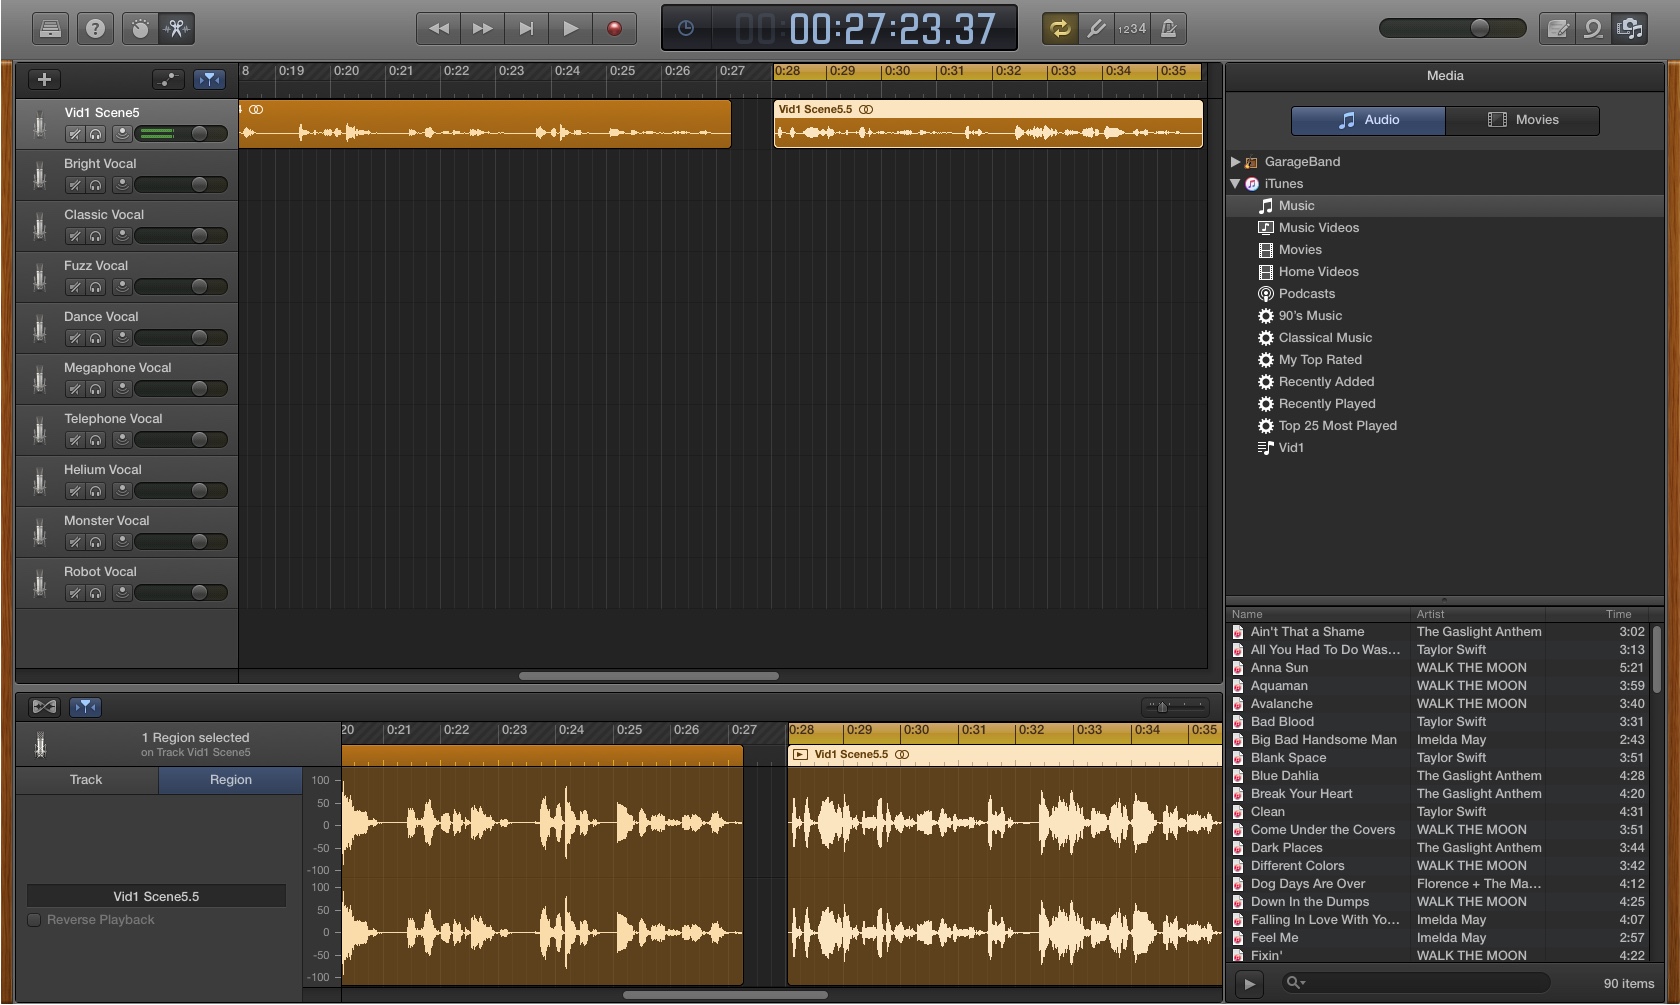 00:27:23.37
1234
8 0:19 0:20 0:21 0:22 0:23 0:24 0:25 0:26 0:27 0:28 0:29 0:30 0:31 0:32 0:33 0:34 0:35
Vid1 Scene5
Vid1 Scene5.5
Bright Vocal
Classic Vocal
Fuzz Vocal
Dance Vocal
Megaphone Vocal
Telephone Vocal
Helium Vocal
Monster Vocal
Robot Vocal
Media
Audio
Movies
GarageBand
iTunes
Music
Music Videos
Movies
Home Videos
Podcasts
90's Music
Classical Music
My Top Rated
Recently Added
Recently Played
Top 25 Most Played
Vid1
Name Artist Time
Ain't That a Shame The Gaslight Anthem 3:02
All You Had To Do Was... Taylor Swift 3:13
Anna Sun WALK THE MOON 5:21
Aquaman WALK THE MOON 3:59
Avalanche WALK THE MOON 3:40
Bad Blood Taylor Swift 3:31
Big Bad Handsome Man Imelda May 2:43
Blank Space Taylor Swift 3:51
Blue Dahlia The Gaslight Anthem 4:28
Break Your Heart The Gaslight Anthem 4:20
Clean Taylor Swift 4:31
Come Under the Covers WALK THE MOON 3:51
Dark Places The Gaslight Anthem 3:44
Different Colors WALK THE MOON 3:42
Dog Days Are Over Florence + The Ma... 4:12
Down In the Dumps WALK THE MOON 4:25
Falling In Love With Yo... Imelda May 4:07
Feel Me Imelda May 2:57
Fixin' WALK THE MOON 4:22
90 items
1 Region selected
on Track Vid1 Scene5
Track
Region
Vid1 Scene5.5
Reverse Playback
20 0:21 0:22 0:23 0:24 0:25 0:26 0:27 0:28 0:29 0:30 0:31 0:32 0:33 0:34 0:35
Vid1 Scene5.5
100
50
0
-50
-100
100
50
0
-50
-100